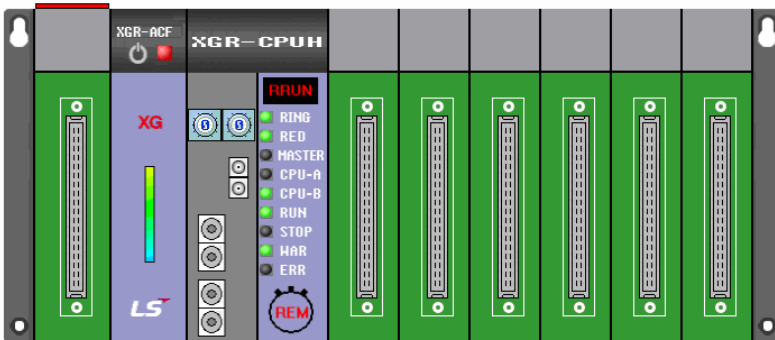 XGR-ACF
XGR-CPUH
RRUN
XG
0 0
RING
RED
MASTER
CPU-A
CPU-B
RUN
STOP
WAR
ERR
LS
REM